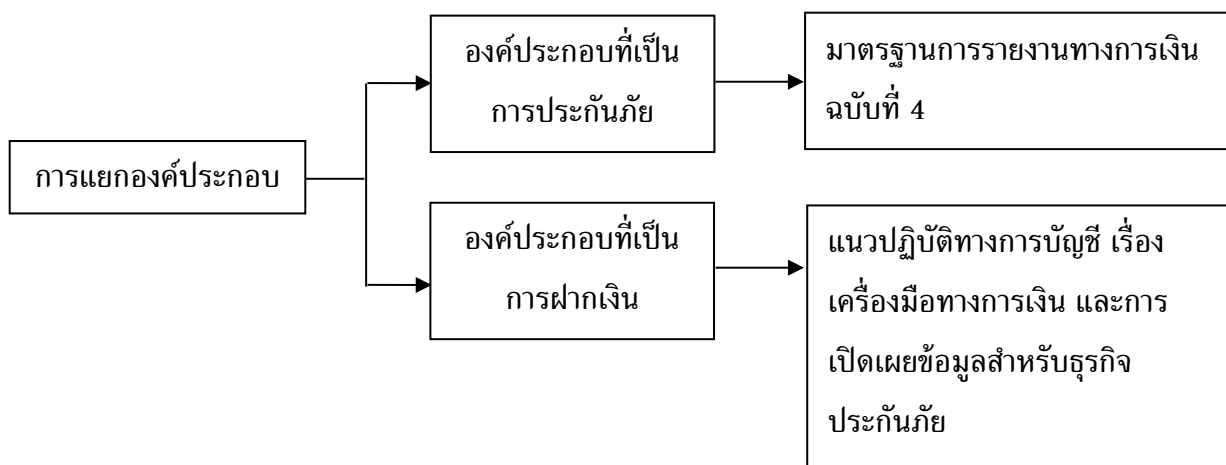 การแยกองค์ประกอบ
องค์ประกอบที่เป็น
การประกันภัย
มาตรฐานการรายงานทางการเงิน
ฉบับที่ 4
องค์ประกอบที่เป็น
การฝากเงิน
แนวปฏิบัติทางการบัญชี เรื่อง
เครื่องมือทางการเงิน และการ
เปิดเผยข้อมูลสำหรับธุรกิจ
ประกันภัย